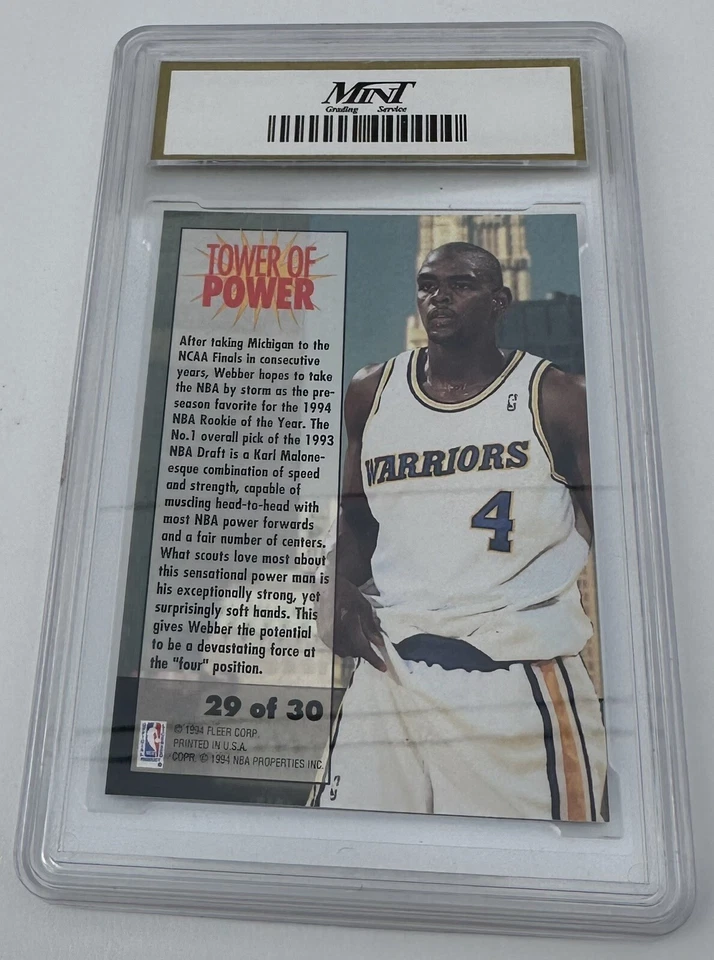 MINT
Grading Service
TOWER OF
POWER
After taking Michigan to the
NCAA Finals in consecutive
years, Webber hopes to take
the NBA by storm as the pre-
season favorite for the 1994
NBA Rookie of the Year. The
No.1 overall pick of the 1993
NBA Draft is a Karl Malone-
esque combination of speed
and strength, capable of
muscling head-to-head with
most NBA power forwards
and a fair number of centers.
What scouts love most about
this sensational power man is
his exceptionally strong, yet
surprisingly soft hands. This
gives Webber the potential
to be a devastating force at
the "four" position.
29 of 30
© 1994 FLEER CORP.
PRINTED IN U.S.A.
COPR. © 1994 NBA PROPERTIES INC.
WARRIORS
4